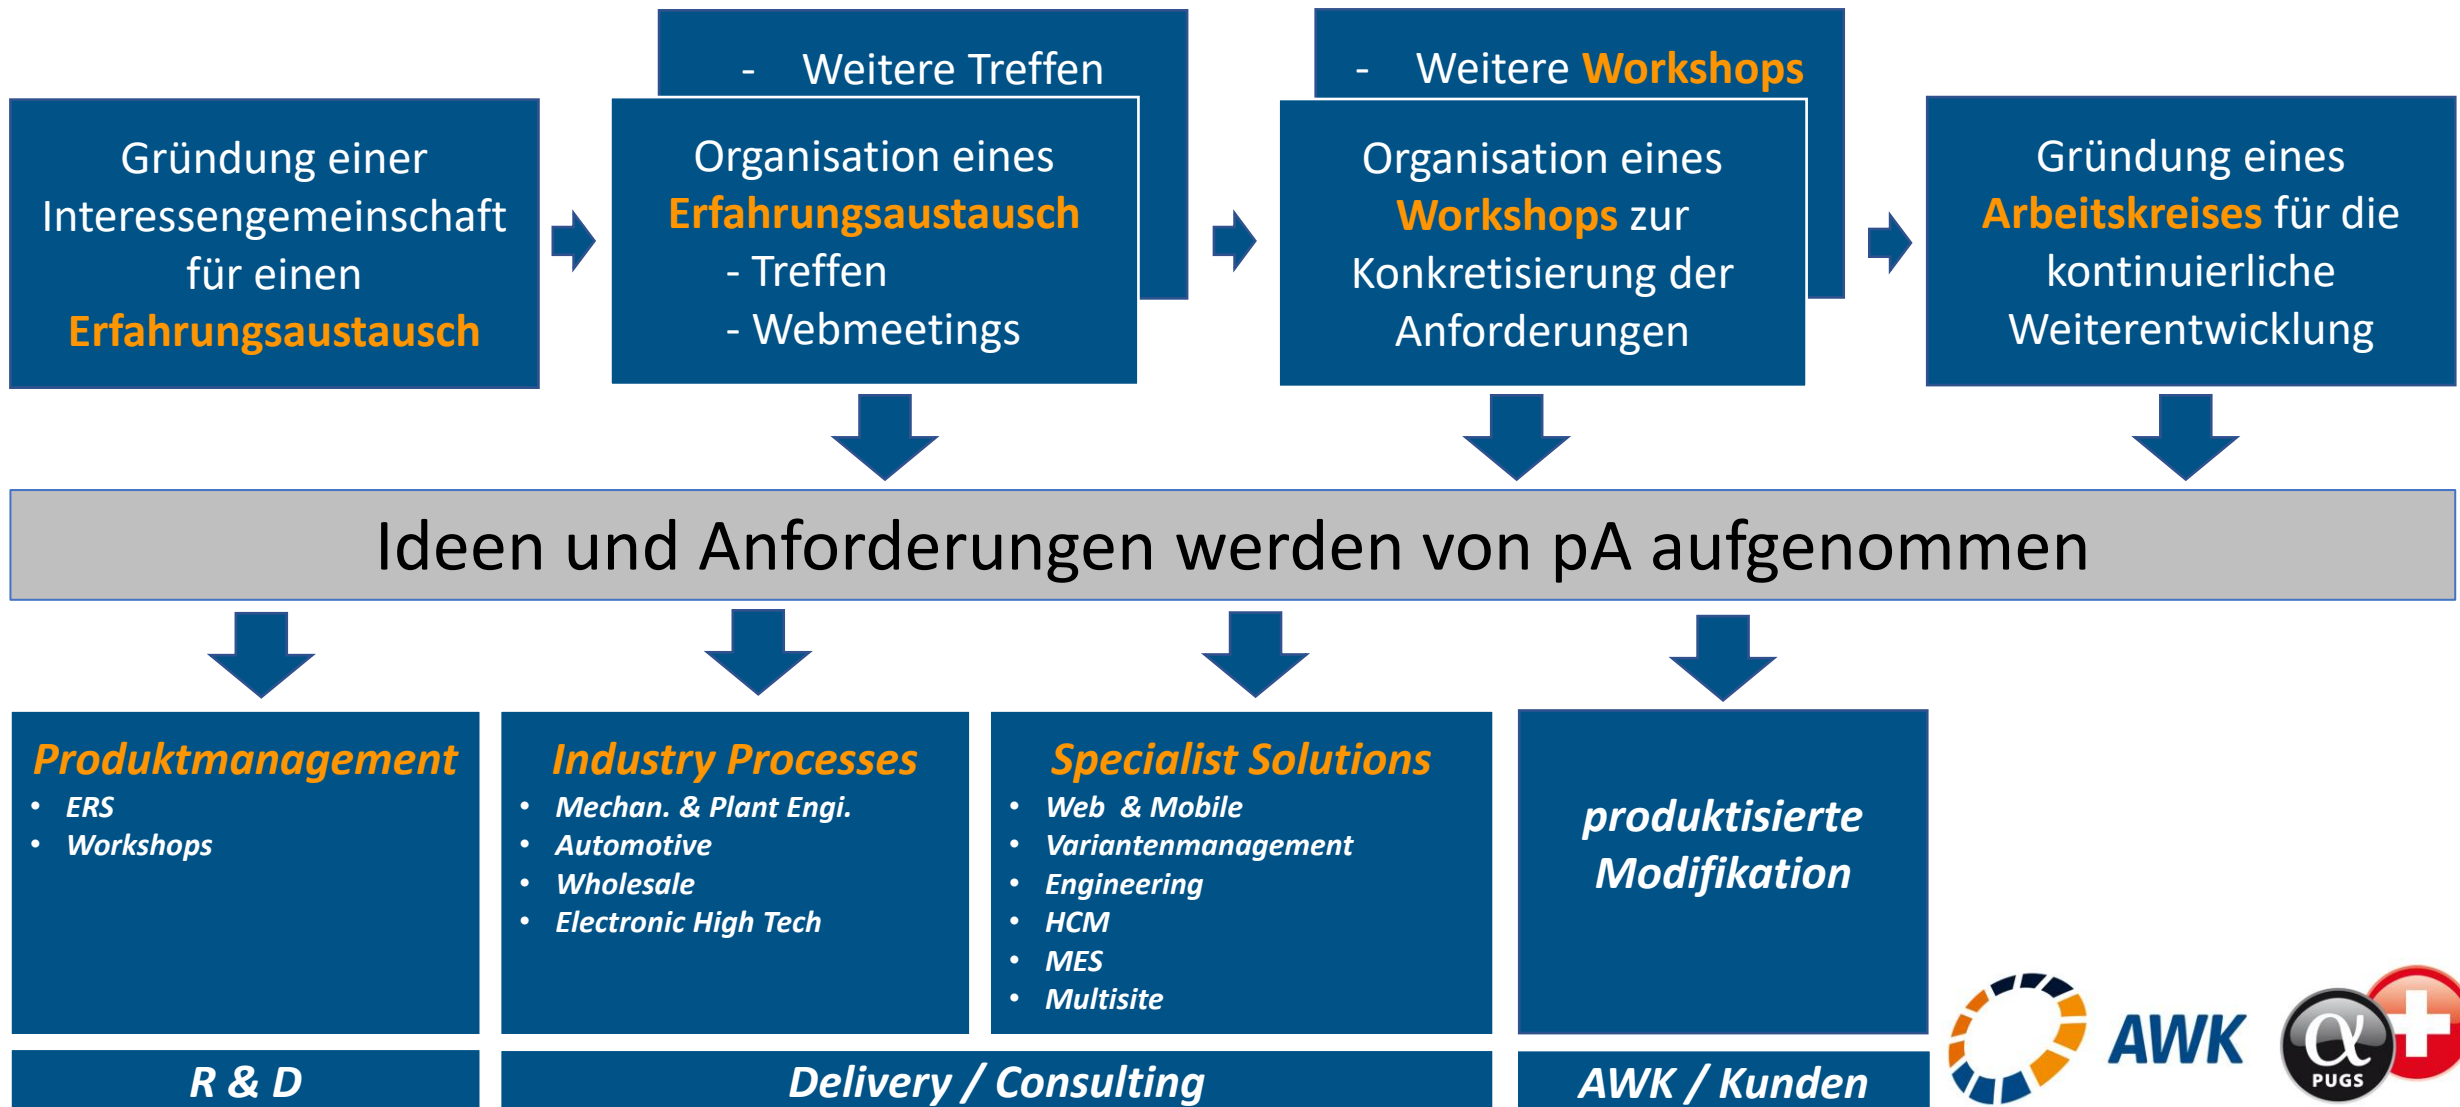 Gründung einer
Interessengemeinschaft
für einen
Erfahrungsaustausch
- Weitere Treffen
Organisation eines
Erfahrungsaustausch
- Treffen
- Webmeetings
- Weitere Workshops
Organisation eines
Workshops zur
Konkretisierung der
Anforderungen
Gründung eines
Arbeitskreises für die
kontinuierliche
Weiterentwicklung
Ideen und Anforderungen werden von pA aufgenommen
Produktmanagement
• ERS
• Workshops
Industry Processes
• Mechan. & Plant Engi.
• Automotive
• Wholesale
• Electronic High Tech
Specialist Solutions
• Web & Mobile
• Variantenmanagement
• Engineering
• HCM
• MES
• Multisite
produktisierte
Modifikation
R & D
Delivery / Consulting
AWK / Kunden
AWK
α
PUGS